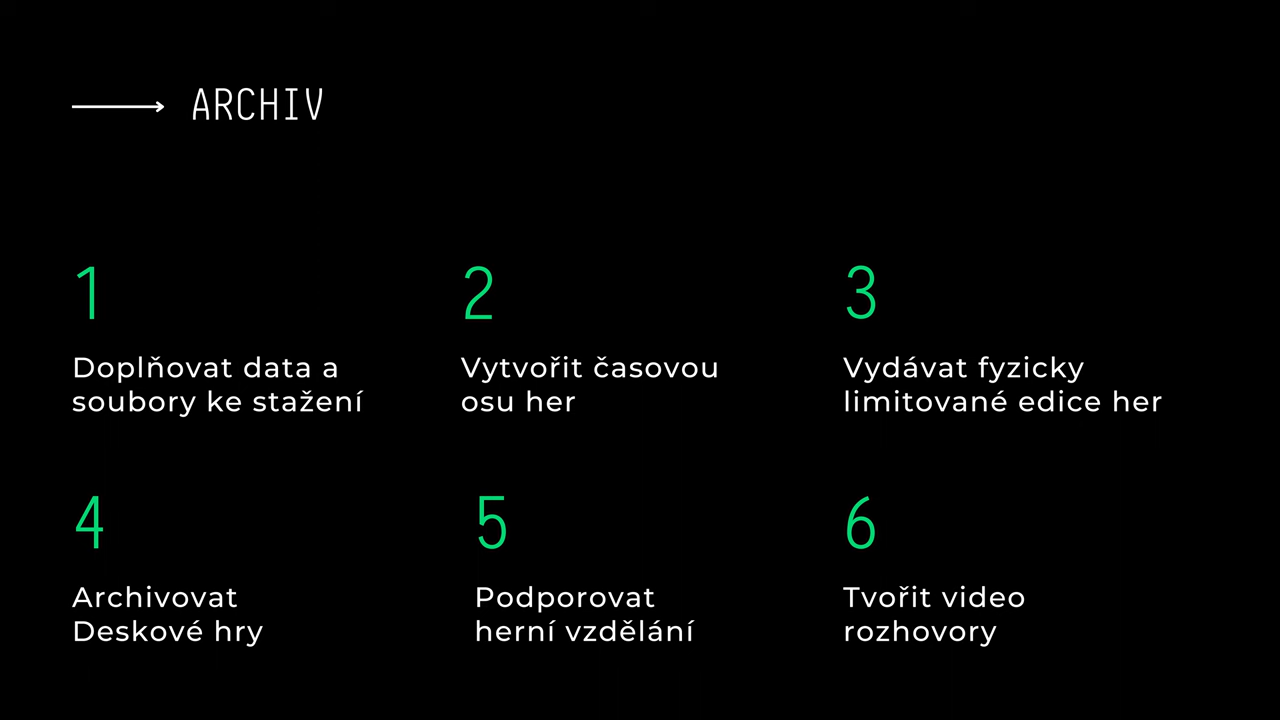 ARCHIV
1
Doplňovat data a
soubory ke stažení
2
Vytvořit časovou
osu her
3
Vydávat fyzicky
limitované edice her
4
Archivovat
Deskové hry
5
Podporovat
herní vzdělání
6
Tvořit video
rozhovory